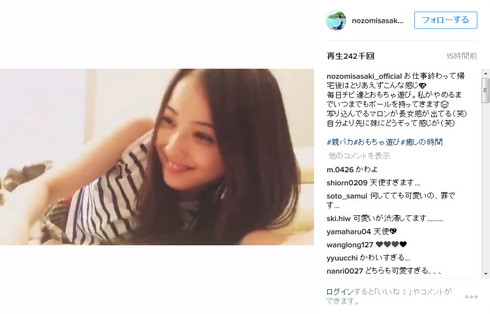 nozomisasak...
フォローする
再生242千回
15時間前
nozomisasaki_official お仕事終わって帰
宅後はとりあえずこんな感じ
毎日チビ達とおもちゃ遊び。私がやめるま
でいつまでもボールを持ってきます
写り込んでるマロンが長女感が出てる(笑)
自分より先に妹にどうぞって感じが(笑)
#親バカ#おもちゃ遊び#癒しの時間
他のコメントを表示
m.0426 かわよ
shiorn0209 天使すぎます...
soto_samui 何してても可愛いの、罪で
す...
ski.hiw 可愛いが渋滞してます.........
yamaharu04 天使
wanglong127 ♥♥♥♥
yyuucchi かわいすぎる...
nanri0027 どちらも可愛すぎる、、、
ログインすると「いいね！」やコメントが
できます。